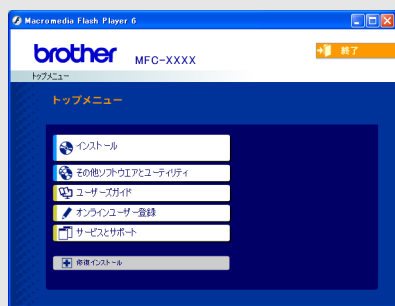 Macromedia Flash Player 6
brother
MFC-XXXX
終了
トップメニュー
トップメニュー
インストール
その他ソフトウエアとユーティリティ
ユーザーズガイド
オンラインユーザー登録
サービスとサポート
修復インストール